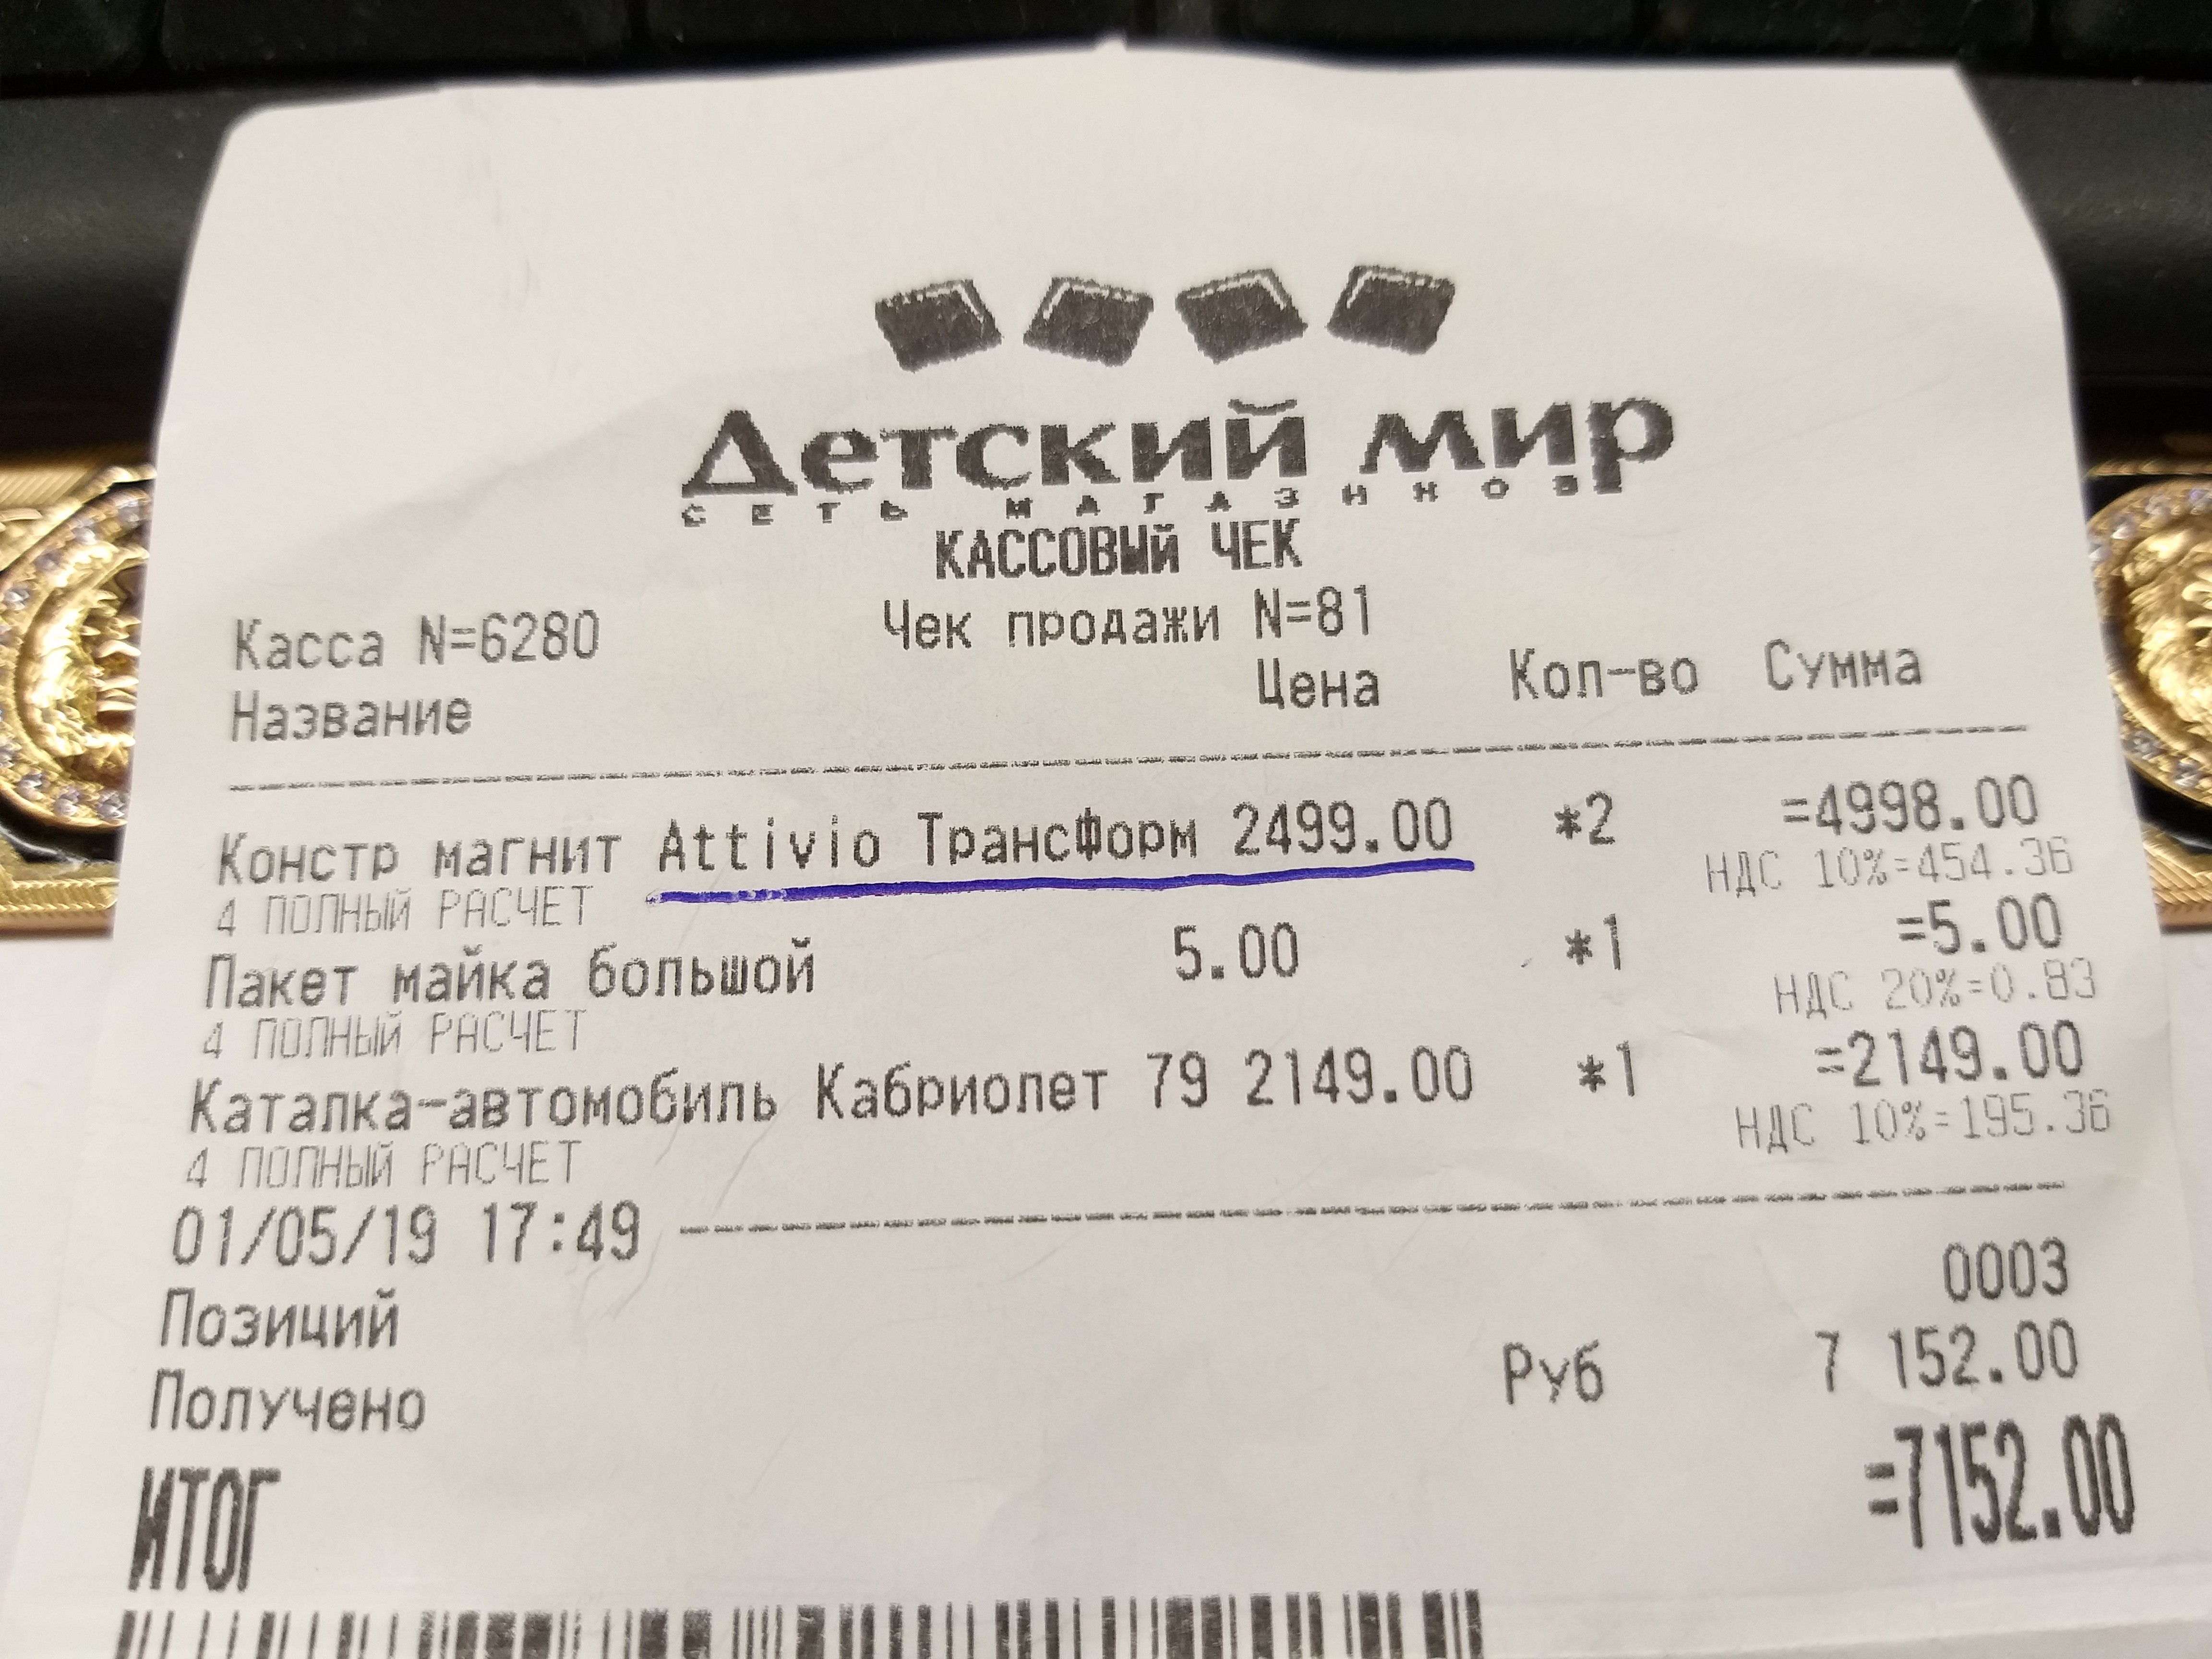 Детский мир
СЕТЬ МАГАЗИНОВ
КАССОВЫЙ ЧЕК
Касса N=6280 Чек продажи N=81
Название Цена Кол-во Сумма
Констр магнит Attivio ТрансФорм 2499.00 *2 =4998.00
4 ПОЛНЫЙ РАСЧЕТ НДС 10%=454.36
Пакет майка большой 5.00 *1 =5.00
4 ПОЛНЫЙ РАСЧЕТ НДС 20%=0.83
Каталка-автомобиль Кабриолет 79 2149.00 *1 =2149.00
4 ПОЛНЫЙ РАСЧЕТ НДС 10%=195.36
01/05/19 17:49
Позиций 0003
Получено Руб 7 152.00
ИТОГ =7152.00